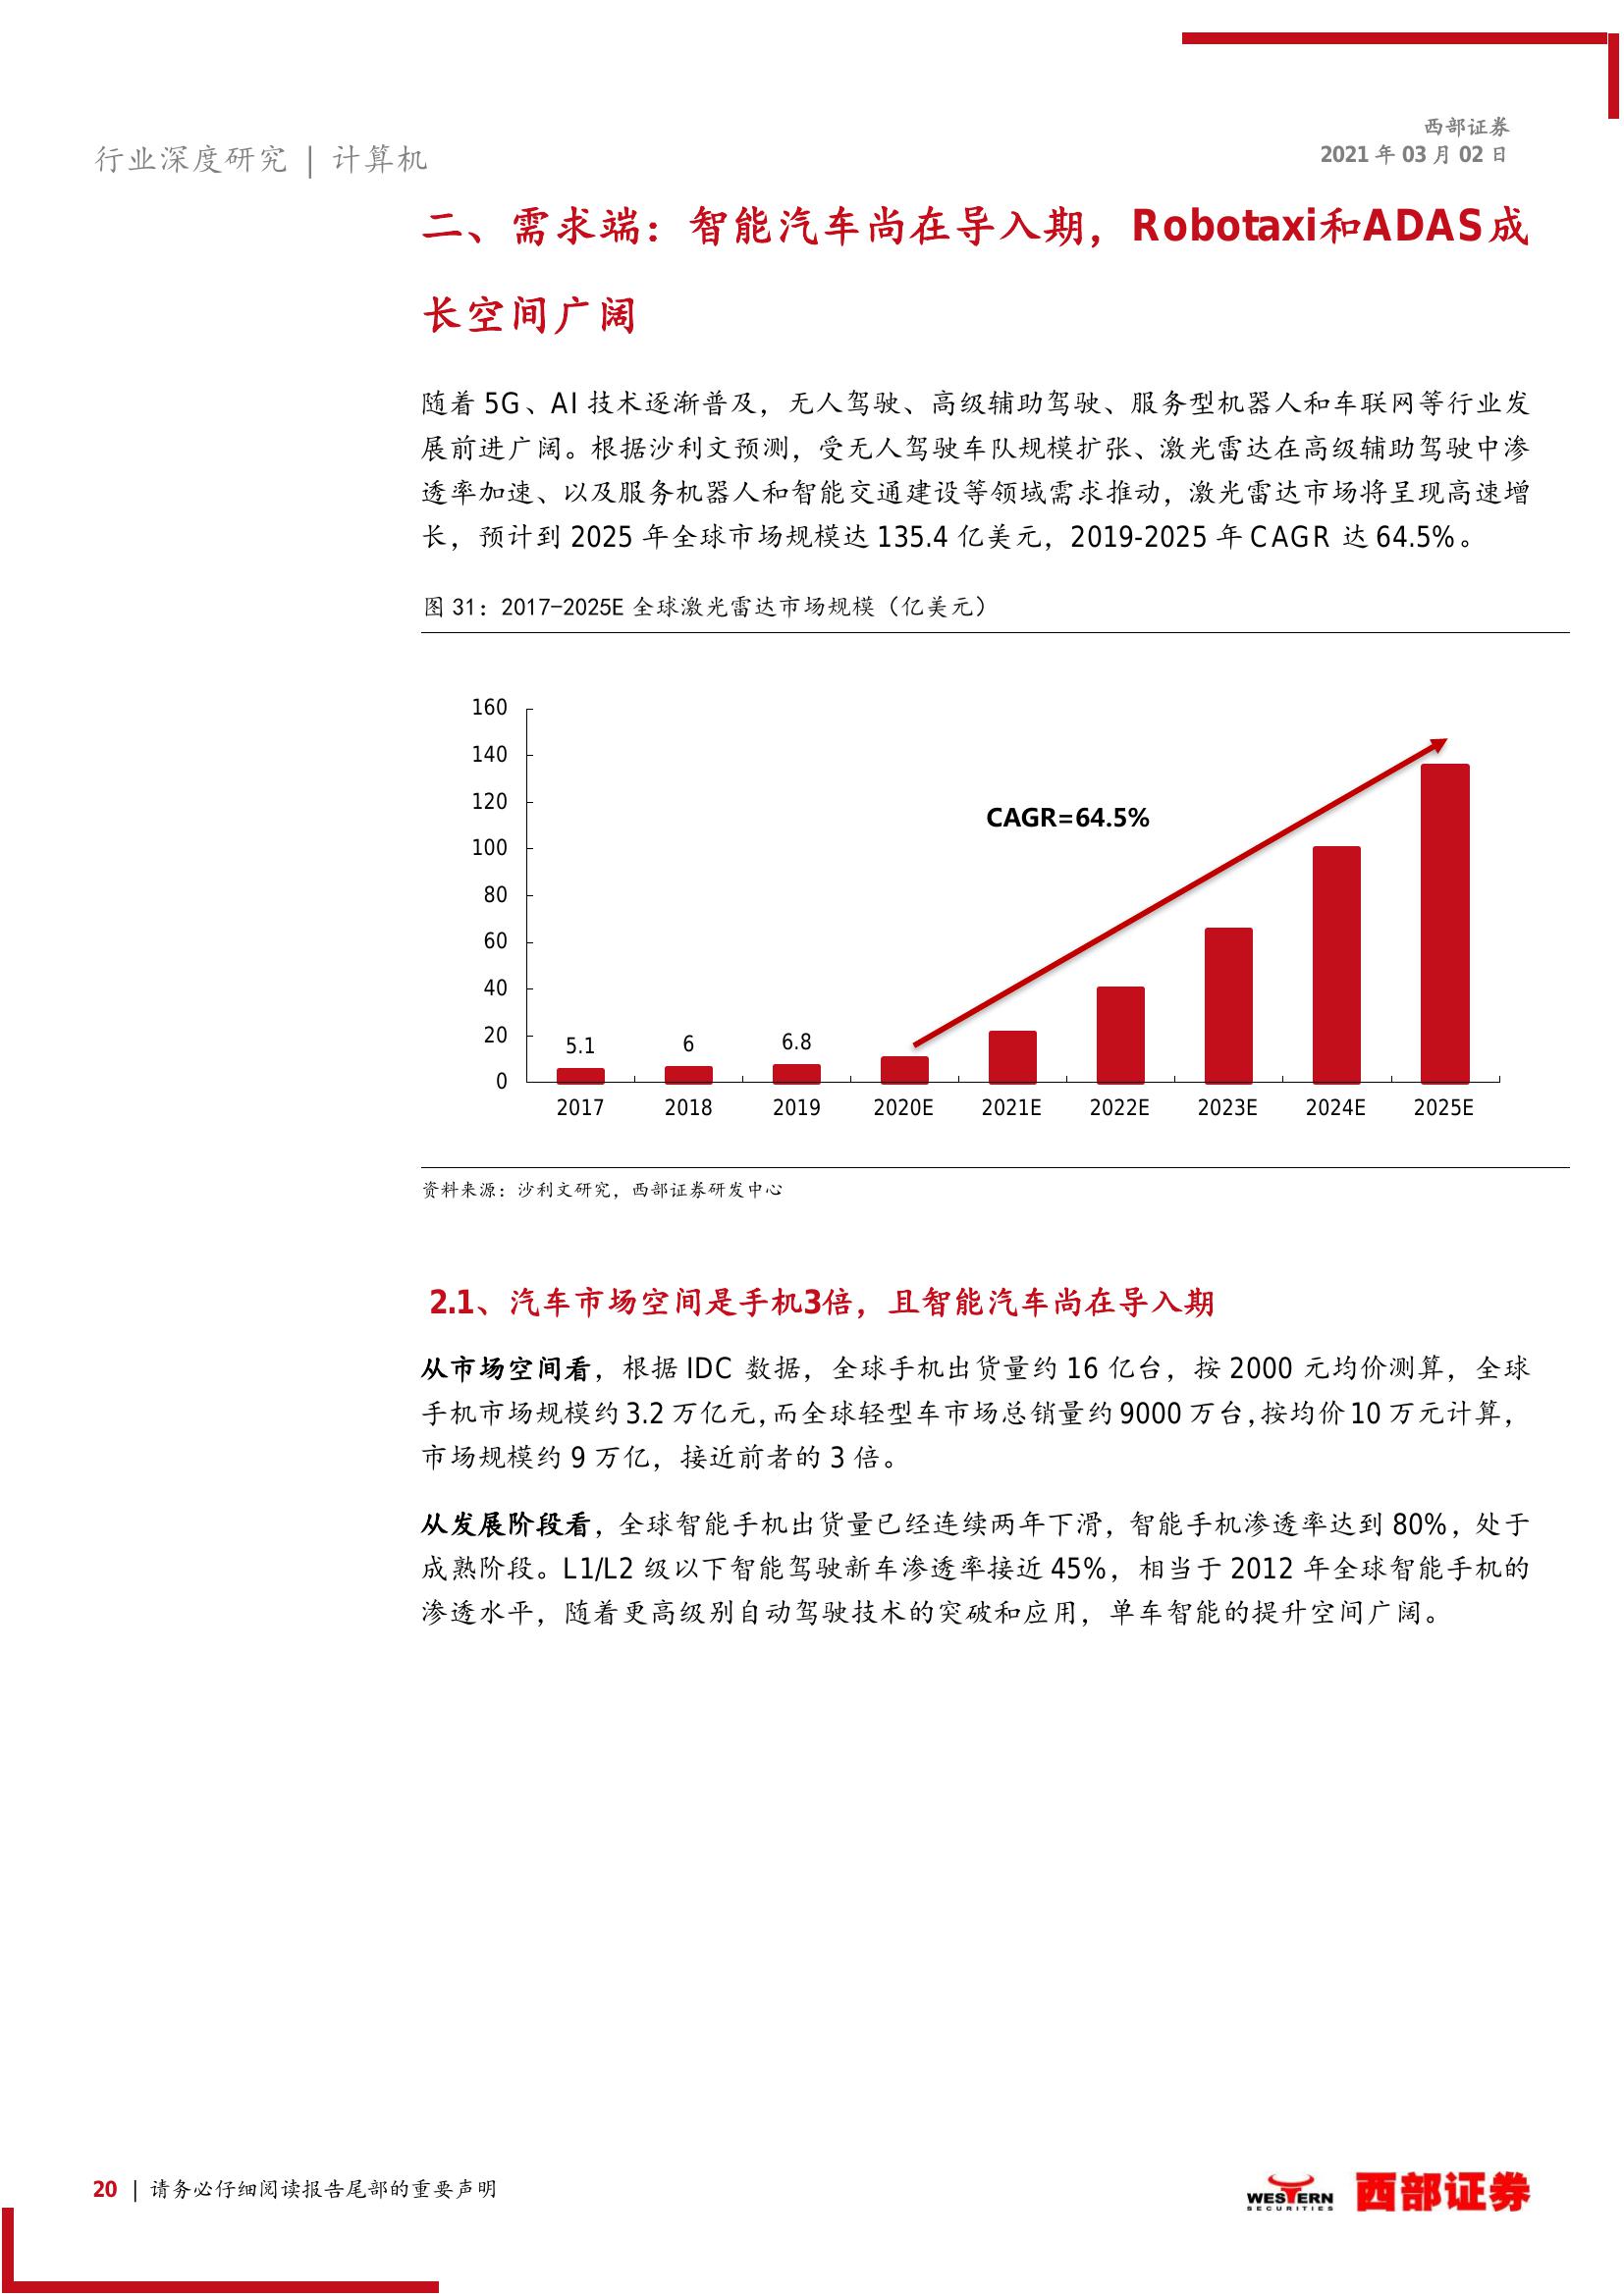 西部证券
2021 年 03 月 02 日
行业深度研究 | 计算机
二、需求端：智能汽车尚在导入期，Robotaxi和ADAS成
长空间广阔
随着 5G、AI 技术逐渐普及，无人驾驶、高级辅助驾驶、服务型机器人和车联网等行业发
展前进广阔。根据沙利文预测，受无人驾驶车队规模扩张、激光雷达在高级辅助驾驶中渗
透率加速、以及服务机器人和智能交通建设等领域需求推动，激光雷达市场将呈现高速增
长，预计到 2025 年全球市场规模达 135.4 亿美元，2019-2025 年 CAGR 达 64.5%。
图 31：2017-2025E 全球激光雷达市场规模（亿美元）
160
140
120
100
80
60
40
20
0
CAGR=64.5%
5.1
6
6.8
2017
2018
2019
2020E
2021E
2022E
2023E
2024E
2025E
资料来源：沙利文研究，西部证券研发中心
2.1、汽车市场空间是手机3倍，且智能汽车尚在导入期
从市场空间看，根据 IDC 数据，全球手机出货量约 16 亿台，按 2000 元均价测算，全球
手机市场规模约 3.2 万亿元，而全球轻型车市场总销量约 9000 万台，按均价 10 万元计算，
市场规模约 9 万亿，接近前者的 3 倍。
从发展阶段看，全球智能手机出货量已经连续两年下滑，智能手机渗透率达到 80%，处于
成熟阶段。L1/L2 级以下智能驾驶新车渗透率接近 45%，相当于 2012 年全球智能手机的
渗透水平，随着更高级别自动驾驶技术的突破和应用，单车智能的提升空间广阔。
20 | 请务必仔细阅读报告尾部的重要声明
WESTERN
SECURITIES
西部证券